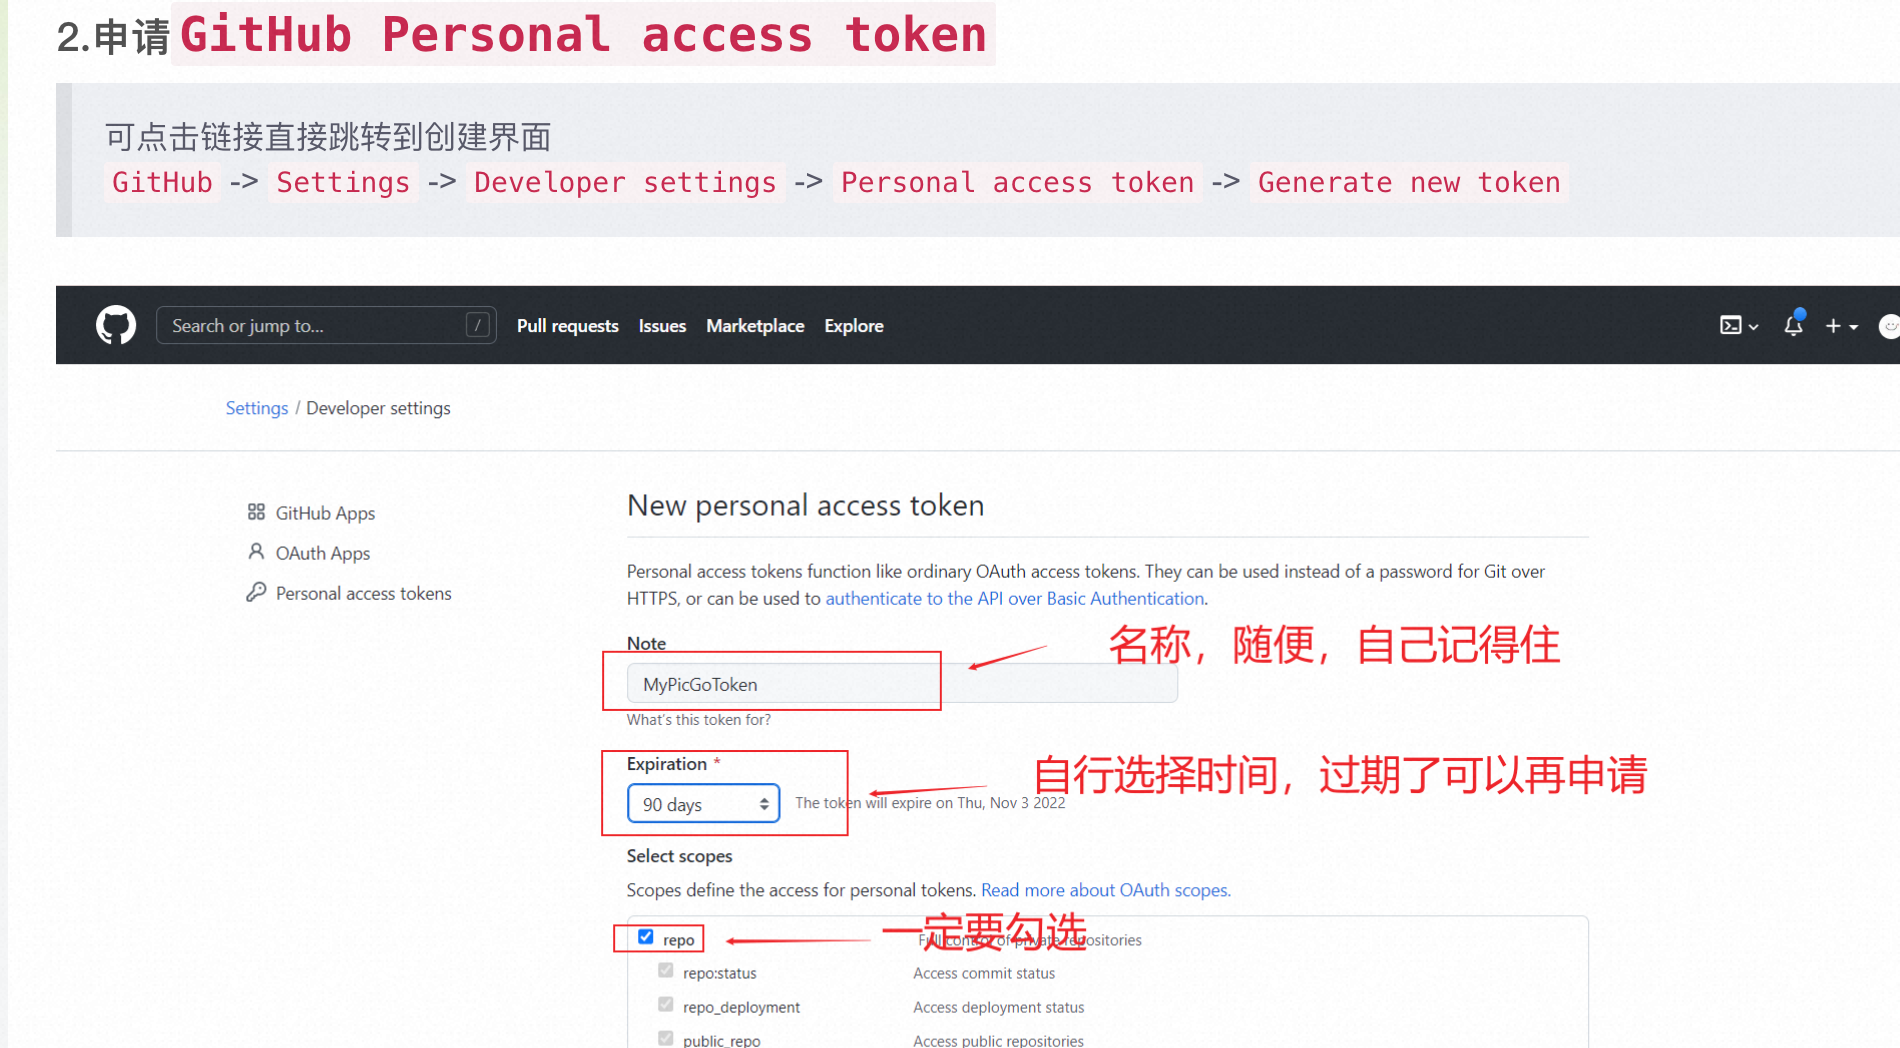 2.申请 GitHub Personal access token
可点击链接直接跳转到创建界面
GitHub -> Settings -> Developer settings -> Personal access token -> Generate new token
Search or jump to... / Pull requests Issues Marketplace Explore
Settings / Developer settings
GitHub Apps
OAuth Apps
Personal access tokens
New personal access token
Personal access tokens function like ordinary OAuth access tokens. They can be used instead of a password for Git over
HTTPS, or can be used to authenticate to the API over Basic Authentication.
Note
名称，随便，自己记得住
MyPicGoToken
What's this token for?
Expiration *
自行选择时间，过期了可以再申请
90 days
The token will expire on Thu, Nov 3 2022
Select scopes
Scopes define the access for personal tokens. Read more about OAuth scopes.
一定要勾选
repo Full control of private repositories
repo:status Access commit status
repo_deployment Access deployment status
public_repo Access public repositories